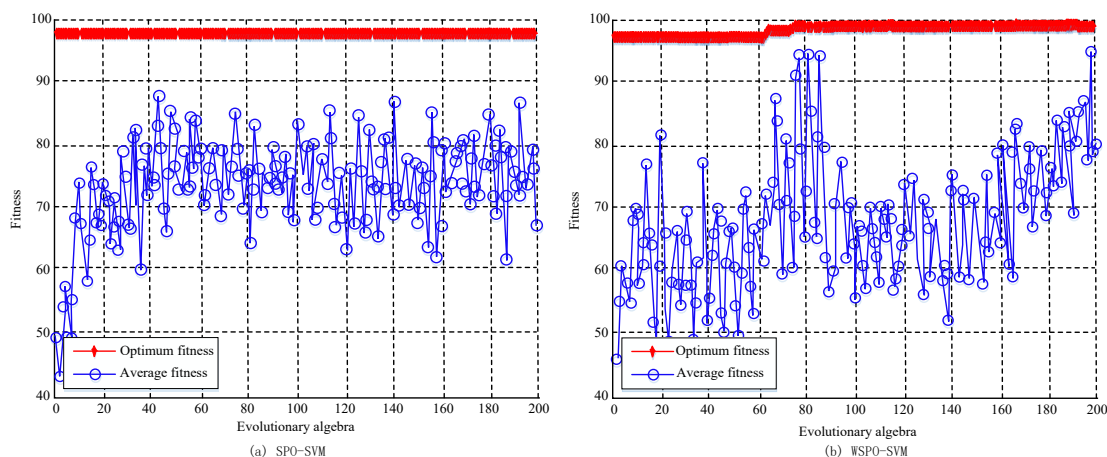 100
90
80
70
60
50
40
Fitness
Optimum fitness
Average fitness
0 20 40 60 80 100 120 140 160 180 200
Evolutionary algebra
(a) SPO-SVM
100
90
80
70
60
50
40
Fitness
Optimum fitness
Average fitness
0 20 40 60 80 100 120 140 160 180 200
Evolutionary algebra
(b) WSPO-SVM